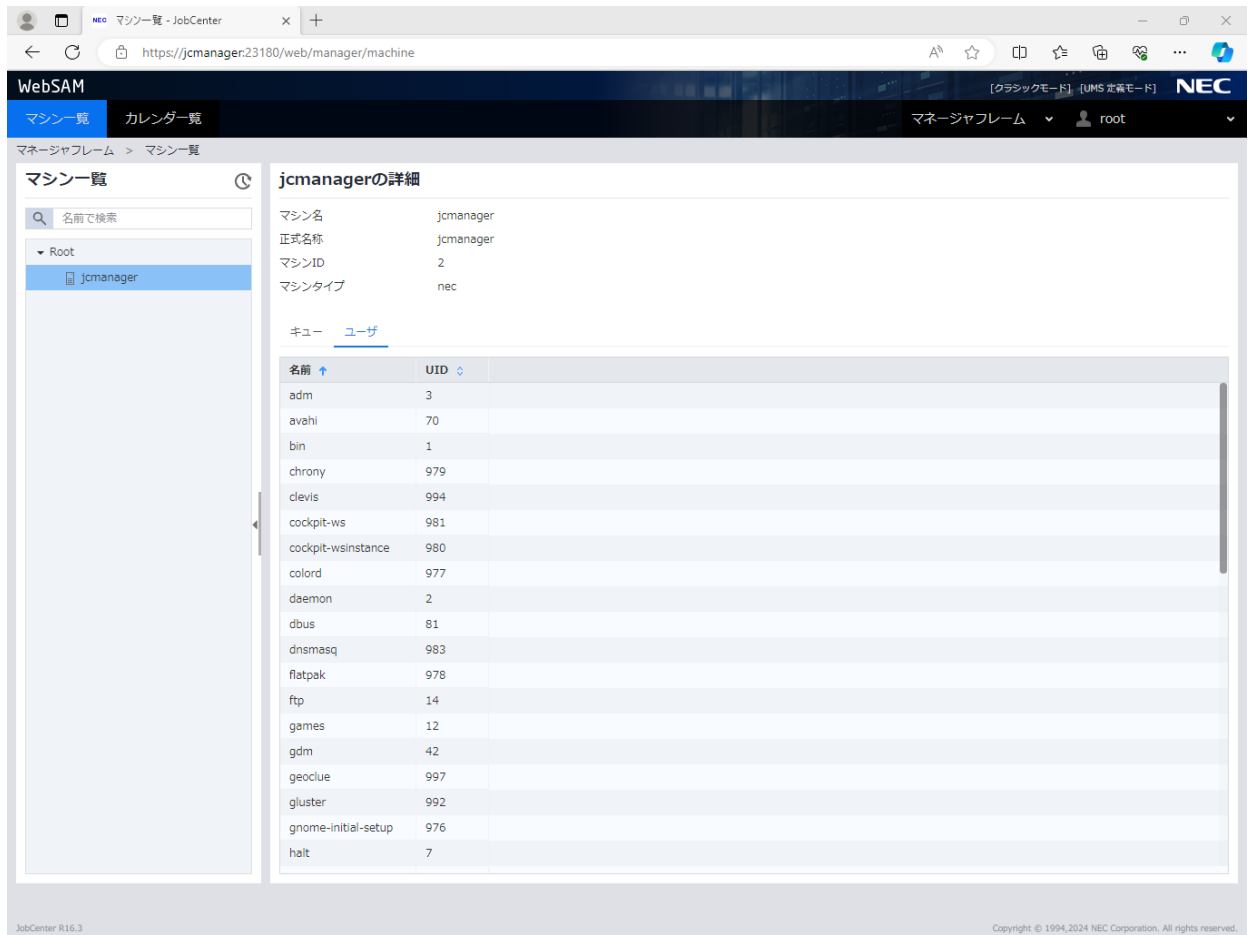 NEC マシン一覧 - JobCenter
https://jcmanager:23180/web/manager/machine
WebSAM
[クラシックモード] [UMS 定義モード] NEC
マシン一覧 カレンダー一覧 マネージャフレーム root
マネージャフレーム > マシン一覧
マシン一覧
名前で検索
Root
jcmanager
jcmanagerの詳細
マシン名 jcmanager
正式名称 jcmanager
マシンID 2
マシンタイプ nec
キュー ユーザ
名前 UID
adm 3
avahi 70
bin 1
chrony 979
clevis 994
cockpit-ws 981
cockpit-wsinstance 980
colord 977
daemon 2
dbus 81
dnsmasq 983
flatpak 978
ftp 14
games 12
gdm 42
geoclue 997
gluster 992
gnome-initial-setup 976
halt 7
JobCenter R16.3
Copyright © 1994,2024 NEC Corporation. All rights reserved.